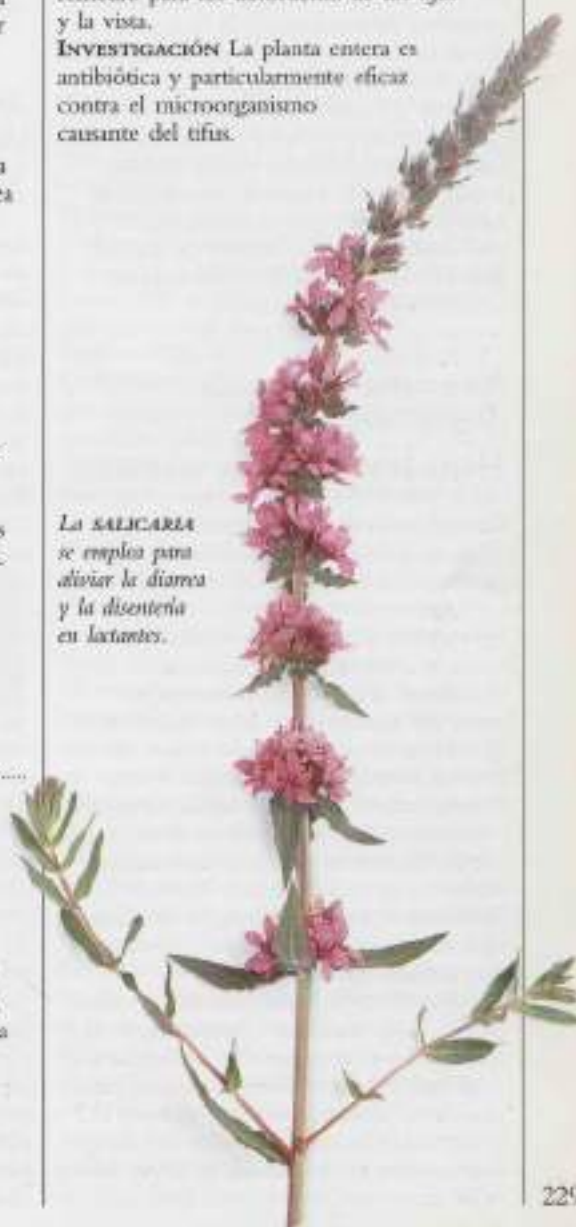 y la vista.
INVESTIGACIÓN La planta entera es
antibiótica y particularmente eficaz
contra el microorganismo
causante del tifus.
La SALICARIA
se emplea para
aliviar la diarrea
y la disentería
en lactantes.
229